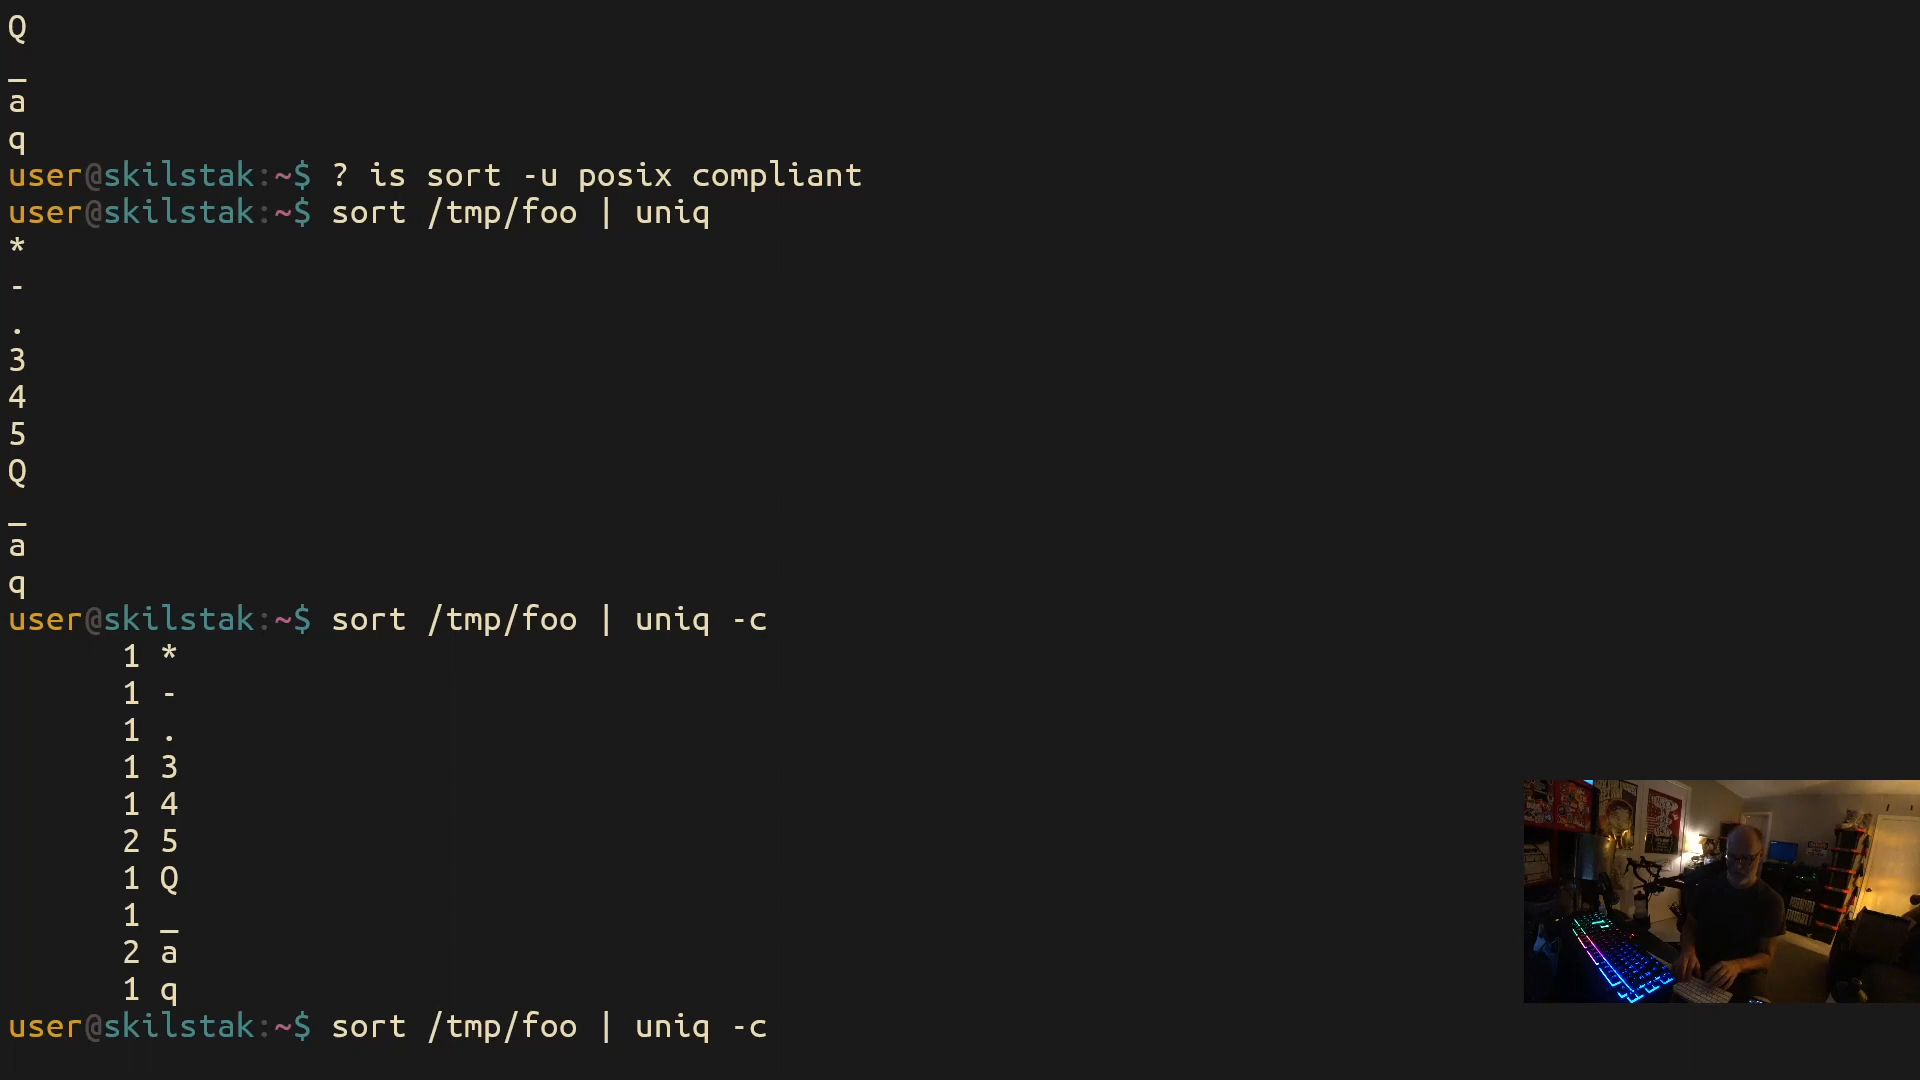 Q
_
a
q
user@skilstak:~$ ? is sort -u posix compliant
user@skilstak:~$ sort /tmp/foo | uniq
*
-
.
3
4
5
Q
_
a
q
user@skilstak:~$ sort /tmp/foo | uniq -c
      1 *
      1 -
      1 .
      1 3
      1 4
      2 5
      1 Q
      1 _
      2 a
      1 q
user@skilstak:~$ sort /tmp/foo | uniq -c